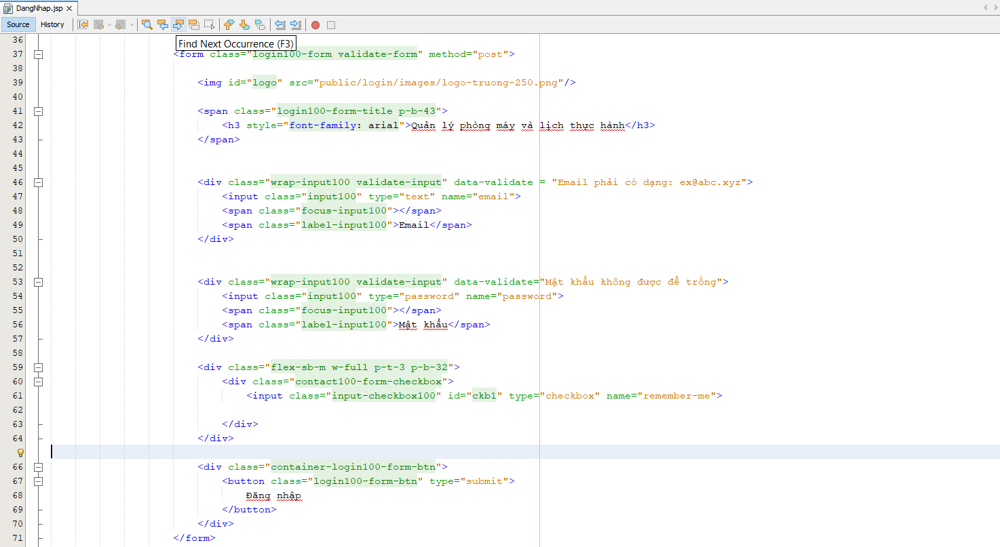 DangNhap.jsp
Source History
Find Next Occurrence (F3)
36
37 <form class="login100-form validate-form" method="post">
38
39 <img id="logo" src="public/login/images/logo-truong-250.png"/>
40
41 <span class="login100-form-title p-b-43">
42 <h3 style="font-family: arial">Quản lý phòng máy và lịch thực hành</h3>
43 </span>
44
45
46 <div class="wrap-input100 validate-input" data-validate = "Email phải có dạng: ex@abc.xyz">
47 <input class="input100" type="text" name="email">
48 <span class="focus-input100"></span>
49 <span class="label-input100">Email</span>
50 </div>
51
52
53 <div class="wrap-input100 validate-input" data-validate="Mật khẩu không được để trống">
54 <input class="input100" type="password" name="password">
55 <span class="focus-input100"></span>
56 <span class="label-input100">Mật khẩu</span>
57 </div>
58
59 <div class="flex-sb-m w-full p-t-3 p-b-32">
60 <div class="contact100-form-checkbox">
61 <input class="input-checkbox100" id="ckb1" type="checkbox" name="remember-me">
62
63 </div>
64 </div>
66 <div class="container-login100-form-btn">
67 <button class="login100-form-btn" type="submit">
68 Đăng nhập
69 </button>
70 </div>
71 </form>